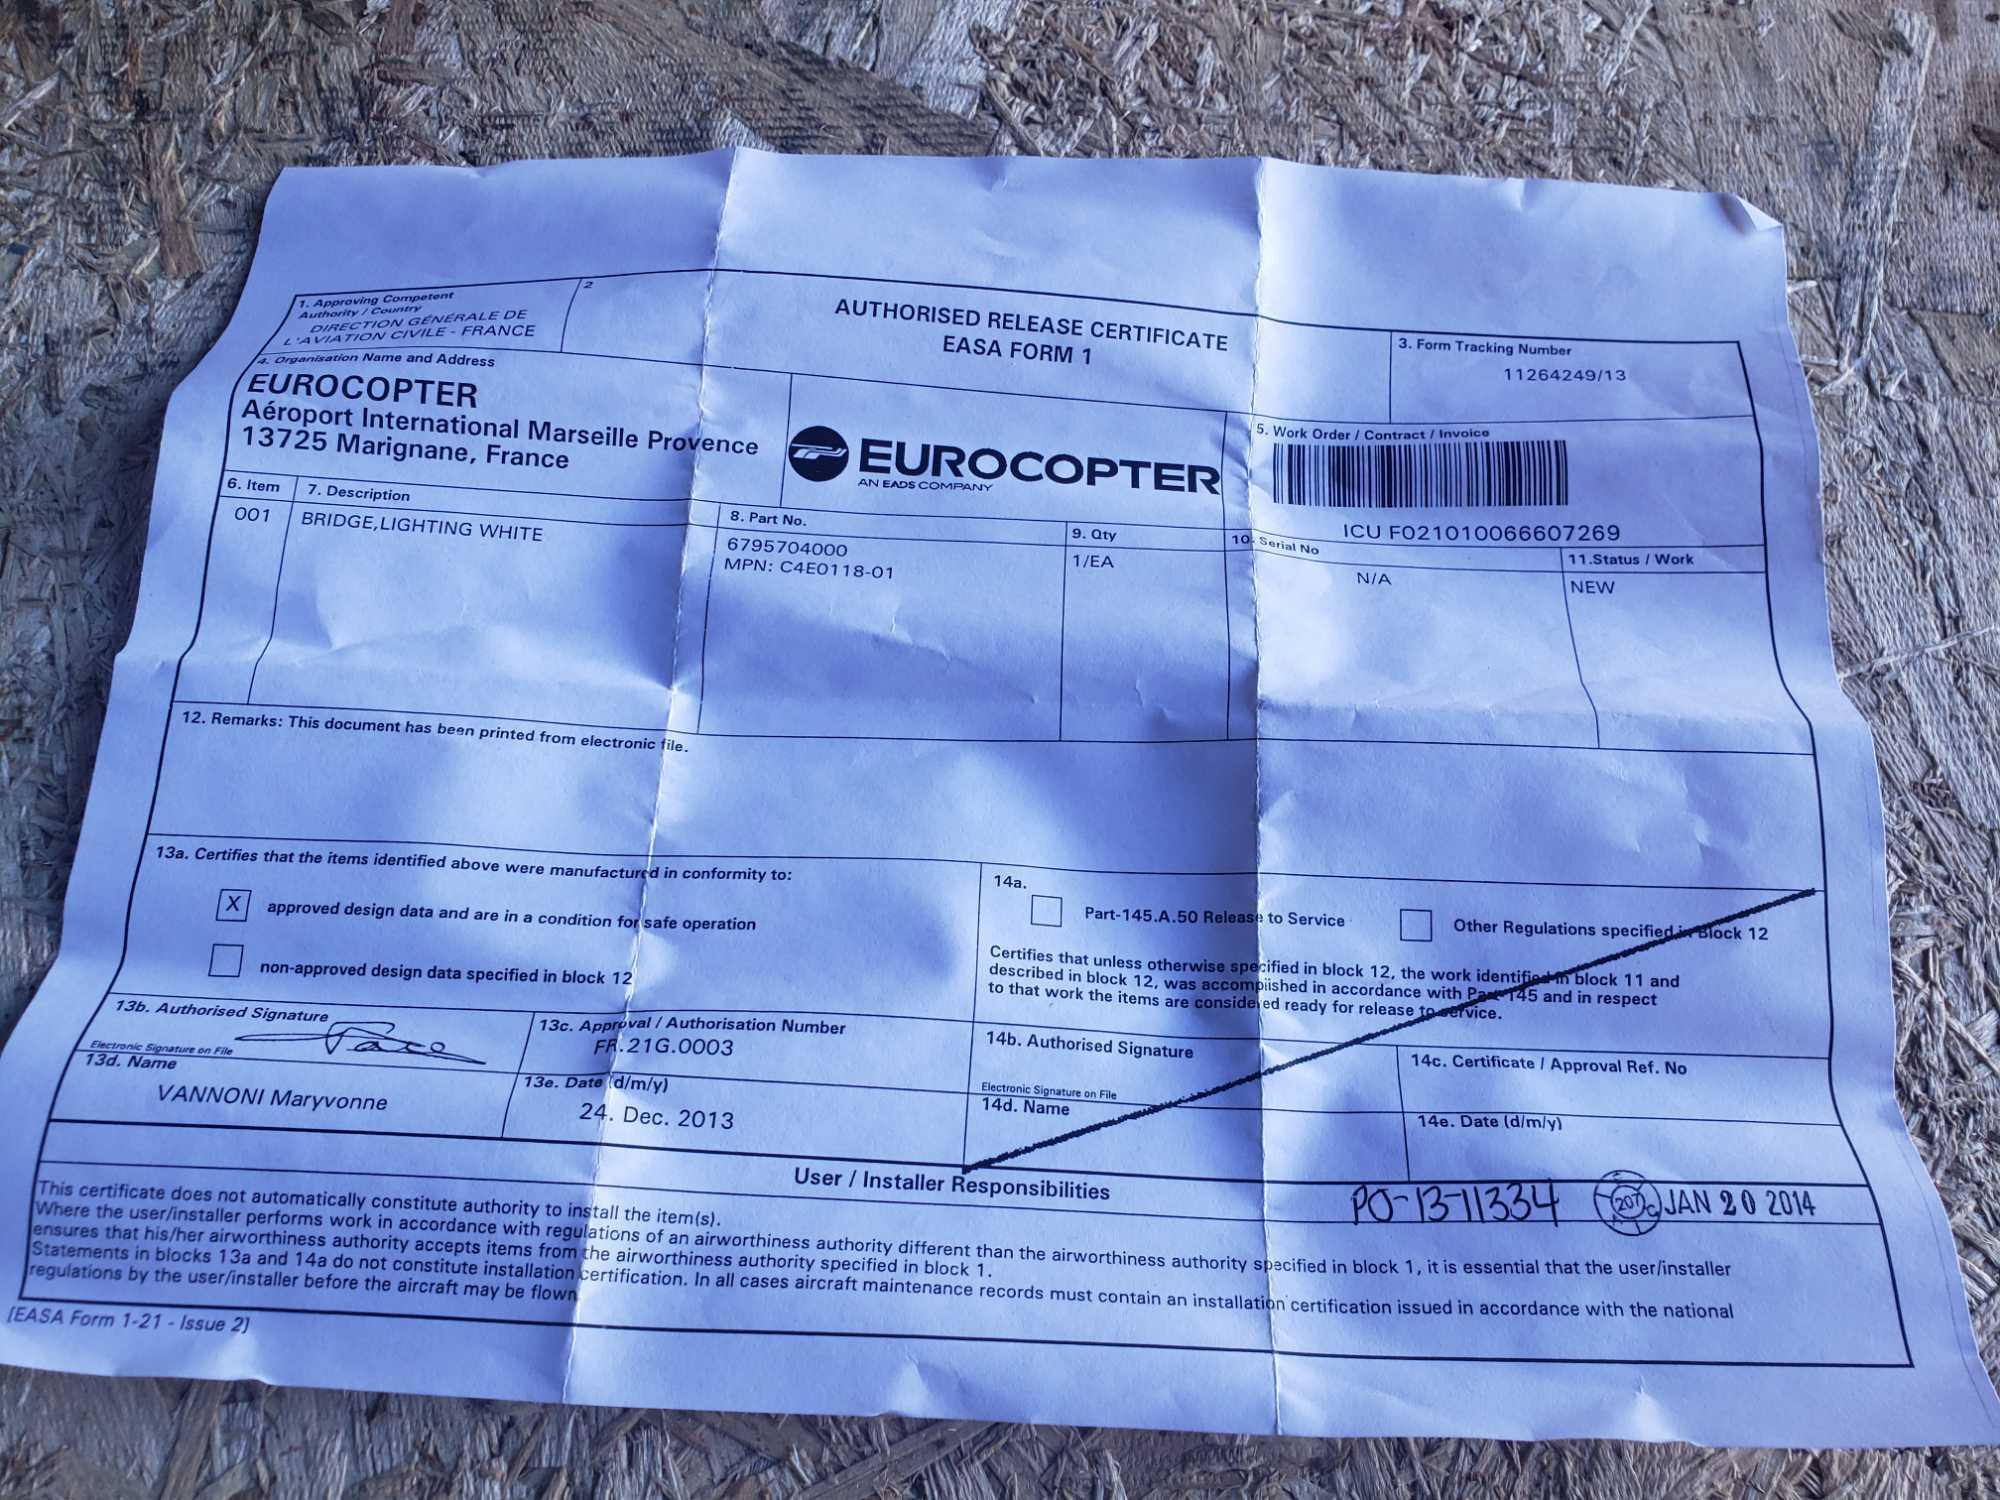 1. Approving Competent
Authority / Country
DIRECTION GÉNÉRALE DE
L'AVIATION CIVILE - FRANCE
2
AUTHORISED RELEASE CERTIFICATE
EASA FORM 1
3. Form Tracking Number
11264249/13
4. Organisation Name and Address
EUROCOPTER
Aéroport International Marseille Provence
13725 Marignane, France
EUROCOPTER
AN EADS COMPANY
5. Work Order / Contract / Invoice
ICU F021010066607269
6. Item
001
7. Description
BRIDGE,LIGHTING WHITE
8. Part No.
6795704000
MPN: C4E0118-01
9. Qty
1/EA
10. Serial No
N/A
11.Status / Work
NEW
12. Remarks: This document has been printed from electronic file.
13a. Certifies that the items identified above were manufactured in conformity to:
X approved design data and are in a condition for safe operation
non-approved design data specified in block 12
14a.
Part-145.A.50 Release to Service
Other Regulations specified in Block 12
Certifies that unless otherwise specified in block 12, the work identified in block 11 and
described in block 12, was accomplished in accordance with Part-145 and in respect
to that work the items are considered ready for release to service.
13b. Authorised Signature
Electronic Signature on File
13c. Approval / Authorisation Number
FR.21G.0003
14b. Authorised Signature
Electronic Signature on File
14c. Certificate / Approval Ref. No
13d. Name
VANNONI Maryvonne
13e. Date (d/m/y)
24. Dec. 2013
14d. Name
14e. Date (d/m/y)
User / Installer Responsibilities
PO-13-11334
207
JAN 20 2014
This certificate does not automatically constitute authority to install the item(s).
Where the user/installer performs work in accordance with regulations of an airworthiness authority different than the airworthiness authority specified in block 1, it is essential that the user/installer
ensures that his/her airworthiness authority accepts items from the airworthiness authority specified in block 1.
Statements in blocks 13a and 14a do not constitute installation certification. In all cases aircraft maintenance records must contain an installation certification issued in accordance with the national
regulations by the user/installer before the aircraft may be flown
(EASA Form 1-21 - Issue 2)